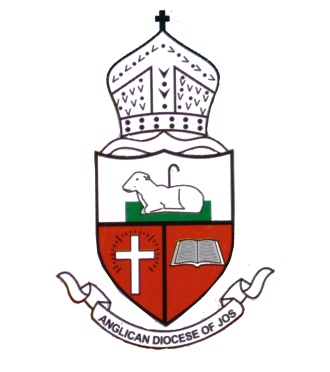 ANGLICAN DIOCESE OF JOS